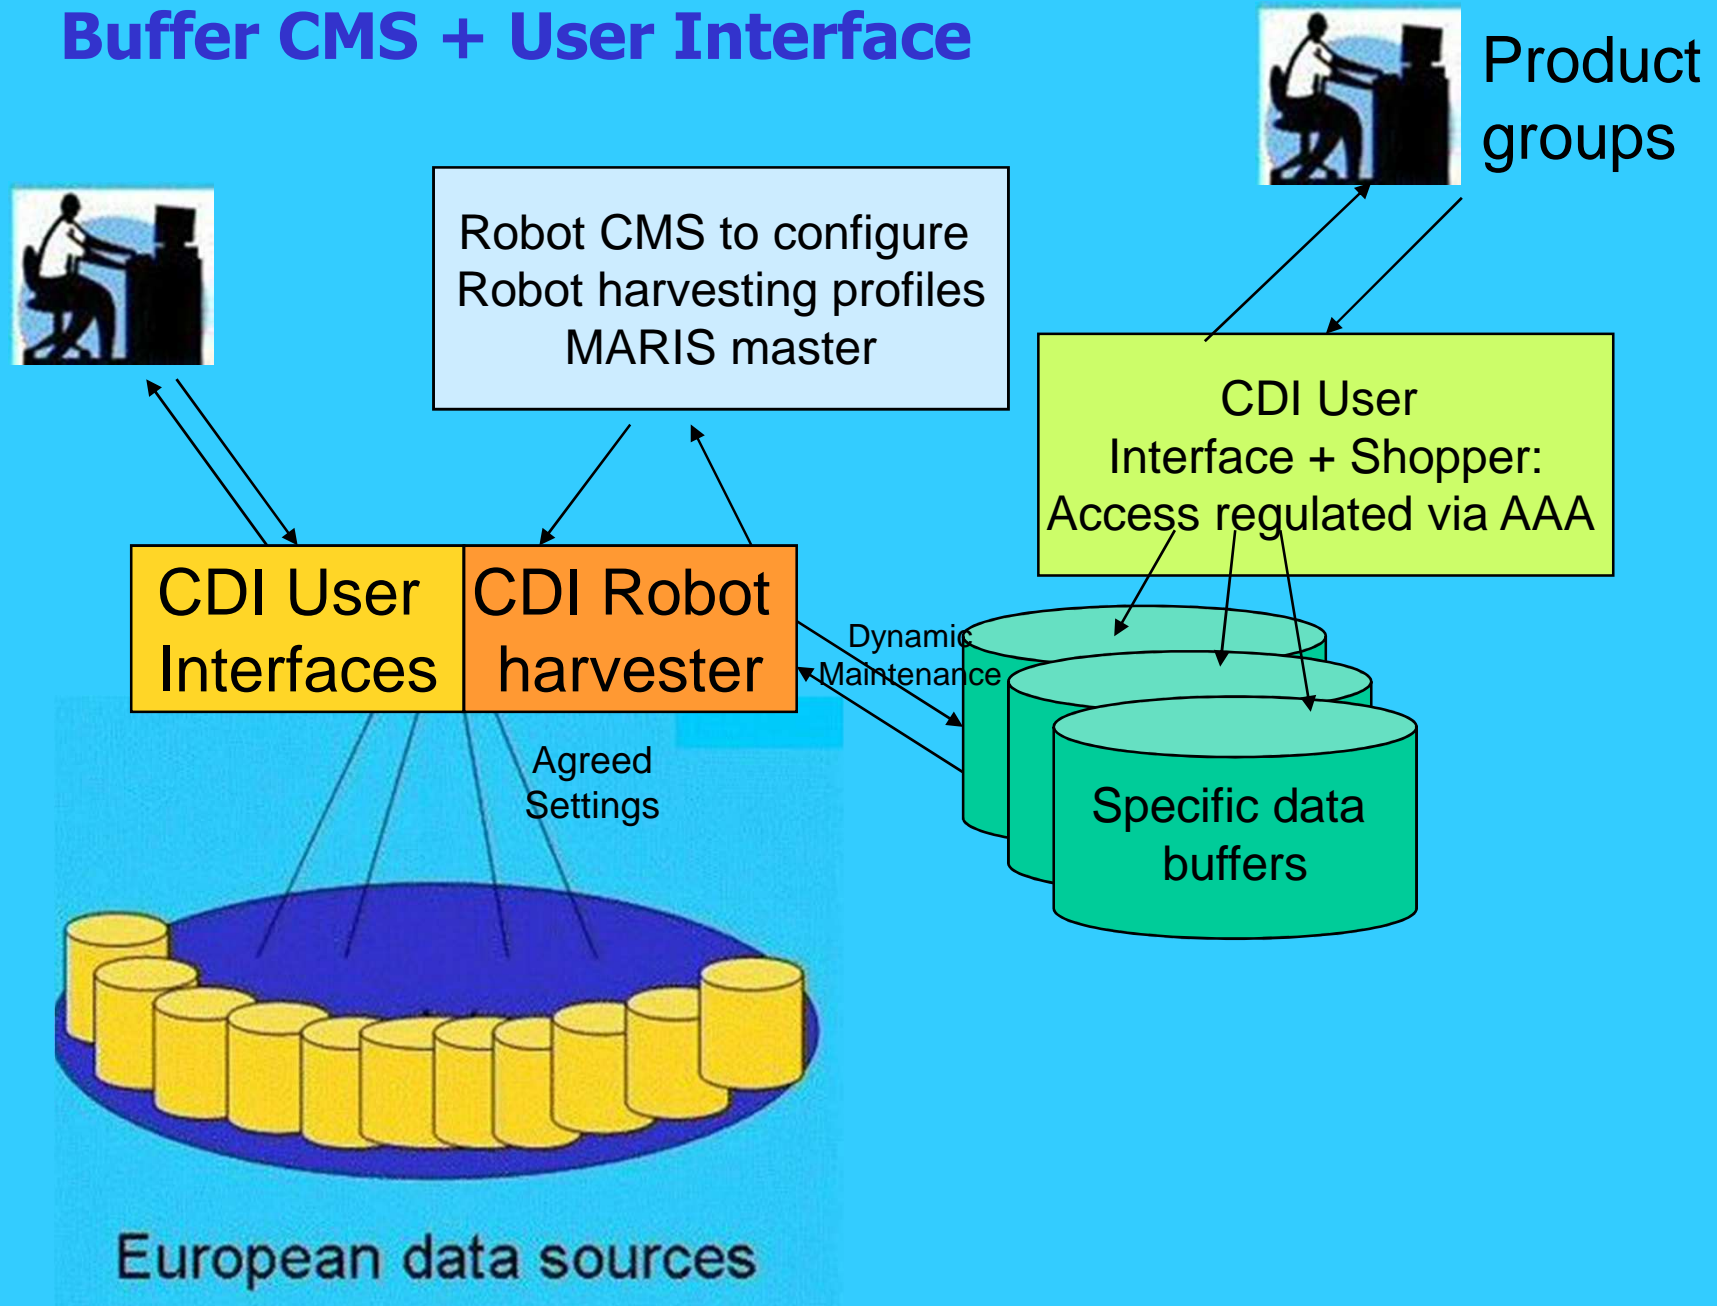 Buffer CMS + User Interface
Product
groups
Robot CMS to configure
Robot harvesting profiles
MARIS master
CDI User
Interface + Shopper:
Access regulated via AAA
CDI User
Interfaces
CDI Robot
harvester
Dynamic
Maintenance
Agreed
Settings
Specific data
buffers
European data sources